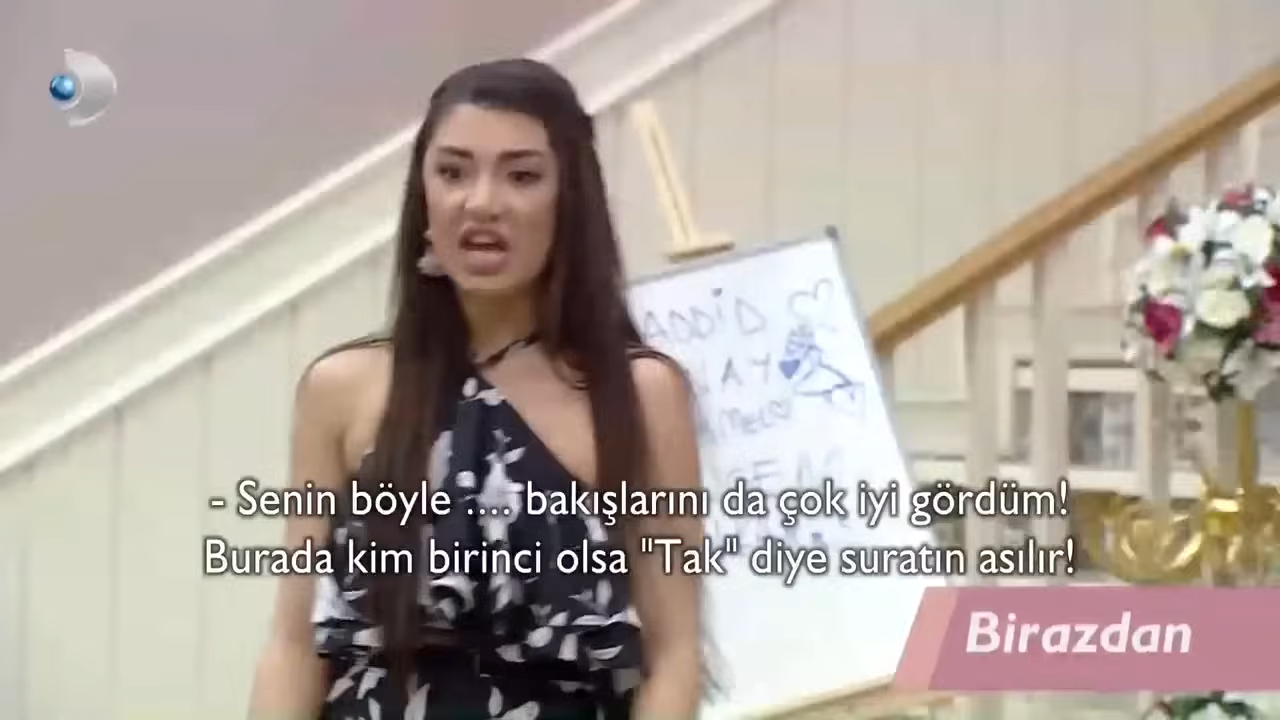 - Senin böyle .... bakışlarını da çok iyi gördüm!
Burada kim birinci olsa "Tak" diye suratın asılır!
Birazdan